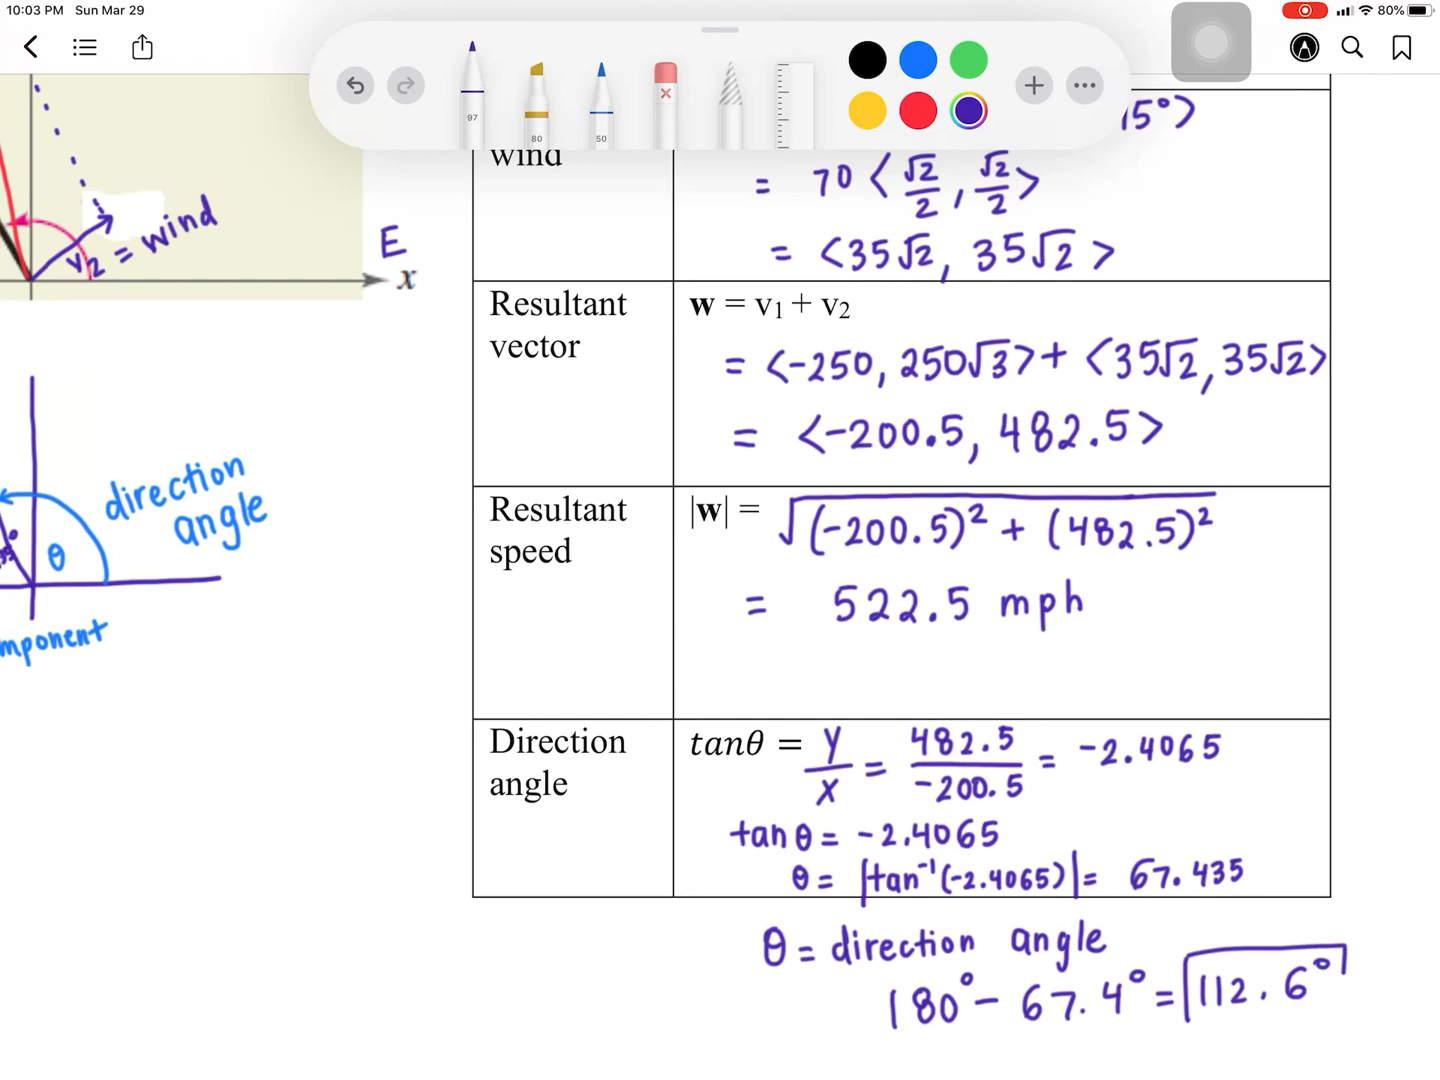 10:03 PM Sun Mar 29
80%
97
80
50
15°⟩
wind
= 70 ⟨ √2/2, √2/2 ⟩
= ⟨35√2, 35√2 ⟩
v2 = wind
E
x
Resultant vector
w = v1 + v2
= ⟨-250, 250√3⟩ + ⟨35√2, 35√2⟩
= ⟨-200.5, 482.5⟩
direction
angle
θ
mponent
Resultant speed
|w| = √(-200.5)² + (482.5)²
= 522.5 mph
Direction angle
tanθ = y/x = 482.5/-200.5 = -2.4065
tan θ = -2.4065
θ = |tan⁻¹(-2.4065)| = 67.435
θ = direction angle
180° - 67.4° = 112.6°